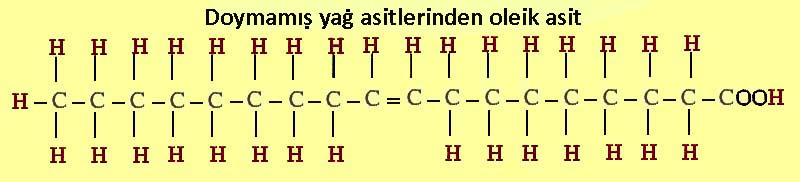 Doymamış yağ asitlerinden oleik asit
H H H H H H H H H H H H H H H H H
H–C–C–C–C–C–C–C–C–C=C–C–C–C–C–C–C–C–COOH
H H H H H H H H H H H H H H H